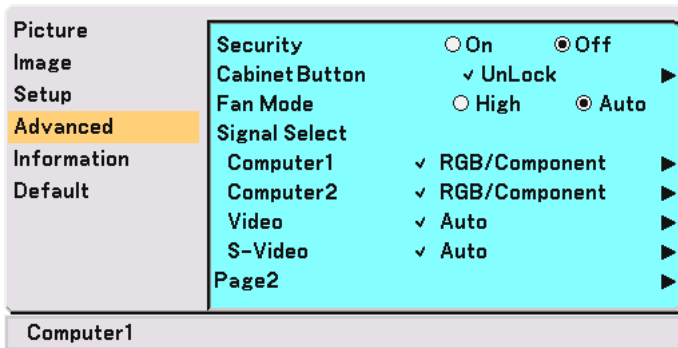 Picture
Image
Setup
Advanced
Information
Default
Security On Off
Cabinet Button UnLock
Fan Mode High Auto
Signal Select
Computer1 RGB/Component
Computer2 RGB/Component
Video Auto
S-Video Auto
Page2
Computer1